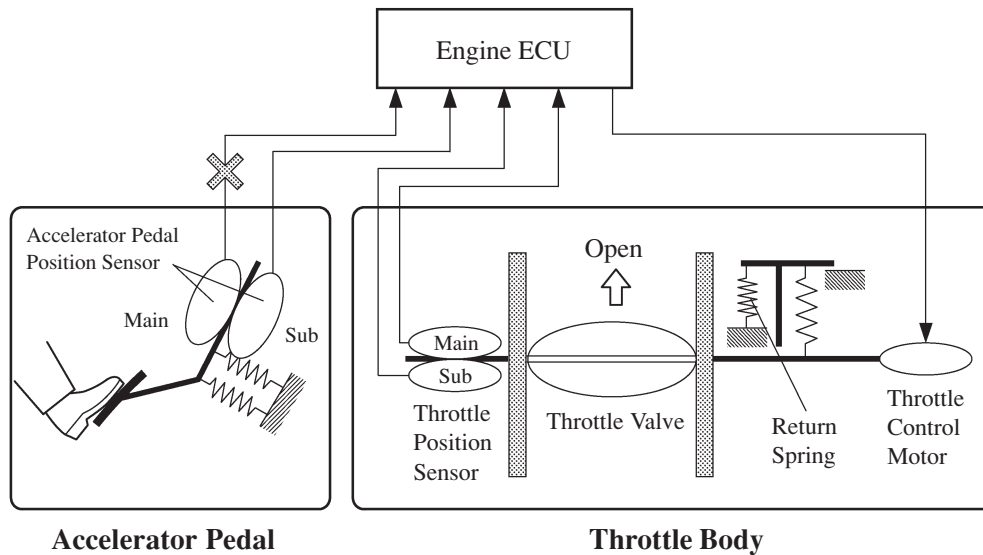 Engine ECU
Accelerator Pedal
Position Sensor
Main
Sub
Open
Main
Sub
Throttle
Position
Sensor
Throttle Valve
Return
Spring
Throttle
Control
Motor
Accelerator Pedal
Throttle Body